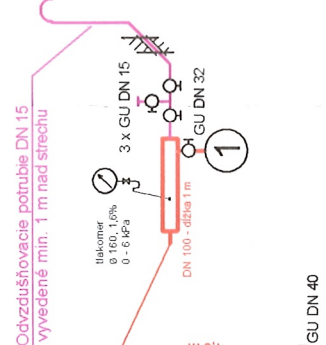 Odvzdušňovacie potrubie DN 15
vyvedené min. 1 m nad strechu
3 x GU DN 15
GU DN 32
tlakomer
ø 160, 1,6%
0 - 6 kPa
DN 100 - dĺžka 1 m
1
GU DN 40